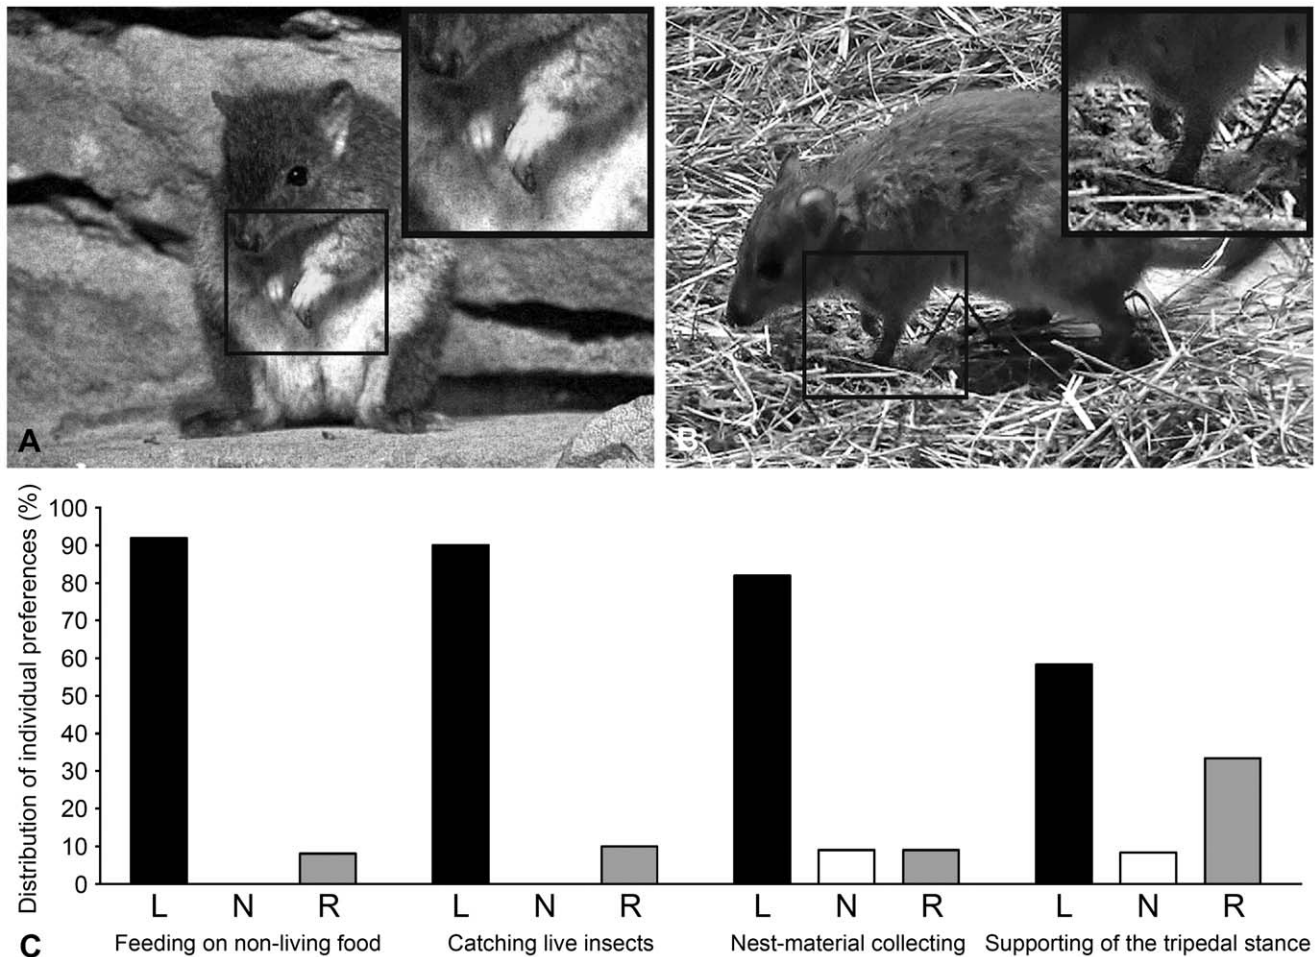 A
B
Distribution of individual preferences (%)
100
90
80
70
60
50
40
30
20
10
0
L N R L N R L N R L N R
Feeding on non-living food Catching live insects Nest-material collecting Supporting of the tripedal stance
C